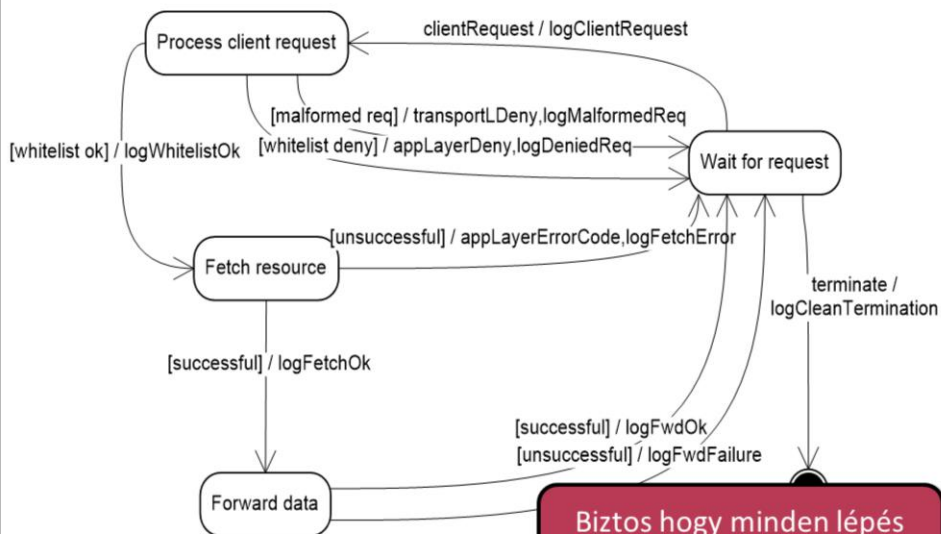 clientRequest / logClientRequest
Process client request
[malformed req] / transportLDeny,logMalformedReq
[whitelist ok] / logWhitelistOk
[whitelist deny] / appLayerDeny,logDeniedReq
Wait for request
[unsuccessful] / appLayerErrorCode,logFetchError
Fetch resource
terminate /
logCleanTermination
[successful] / logFetchOk
[successful] / logFwdOk
[unsuccessful] / logFwdFailure
Forward data
Biztos hogy minden lépés